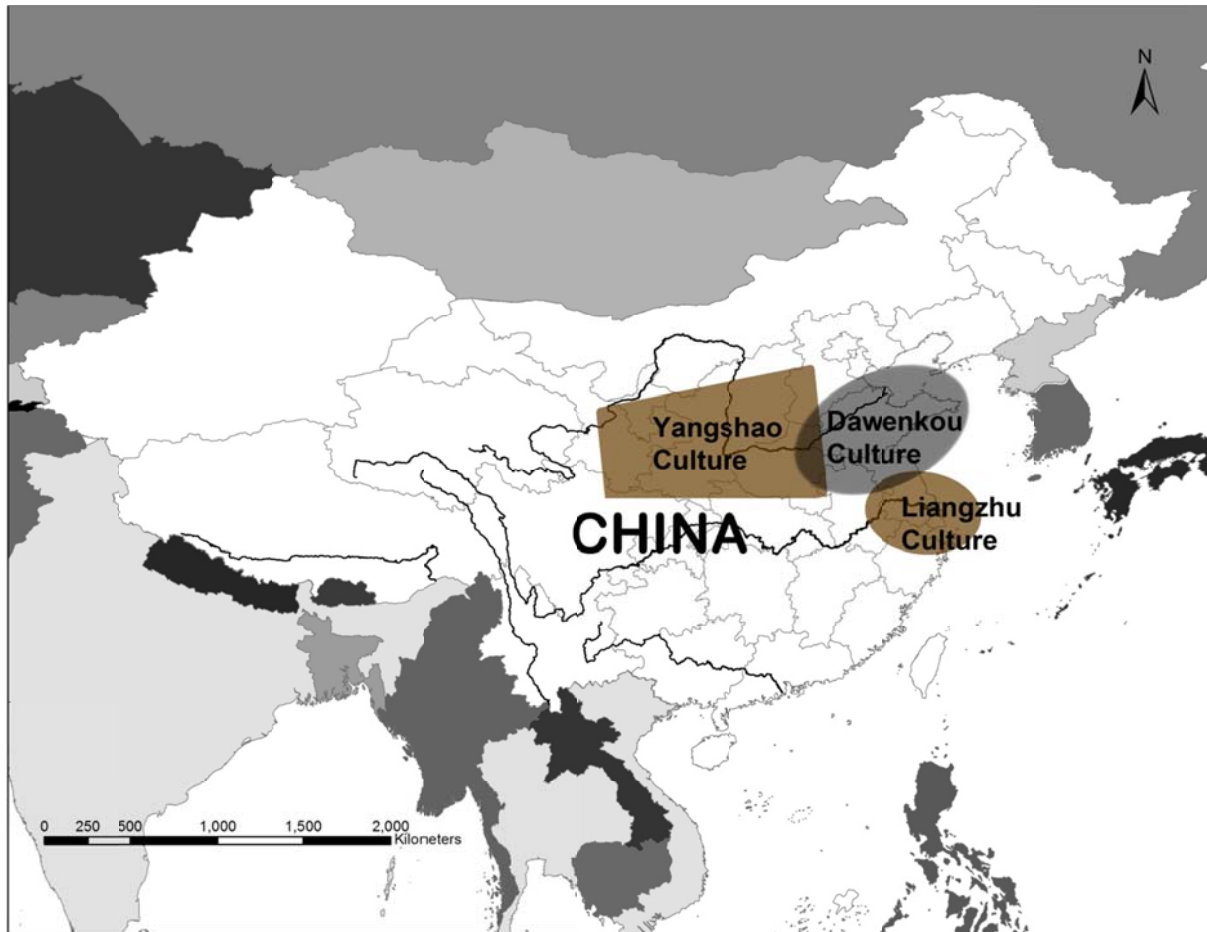 N
Yangshao
Culture
Dawenkou
Culture
Liangzhu
Culture
CHINA
0 250 500 1,000 1,500 2,000
Kiloneters